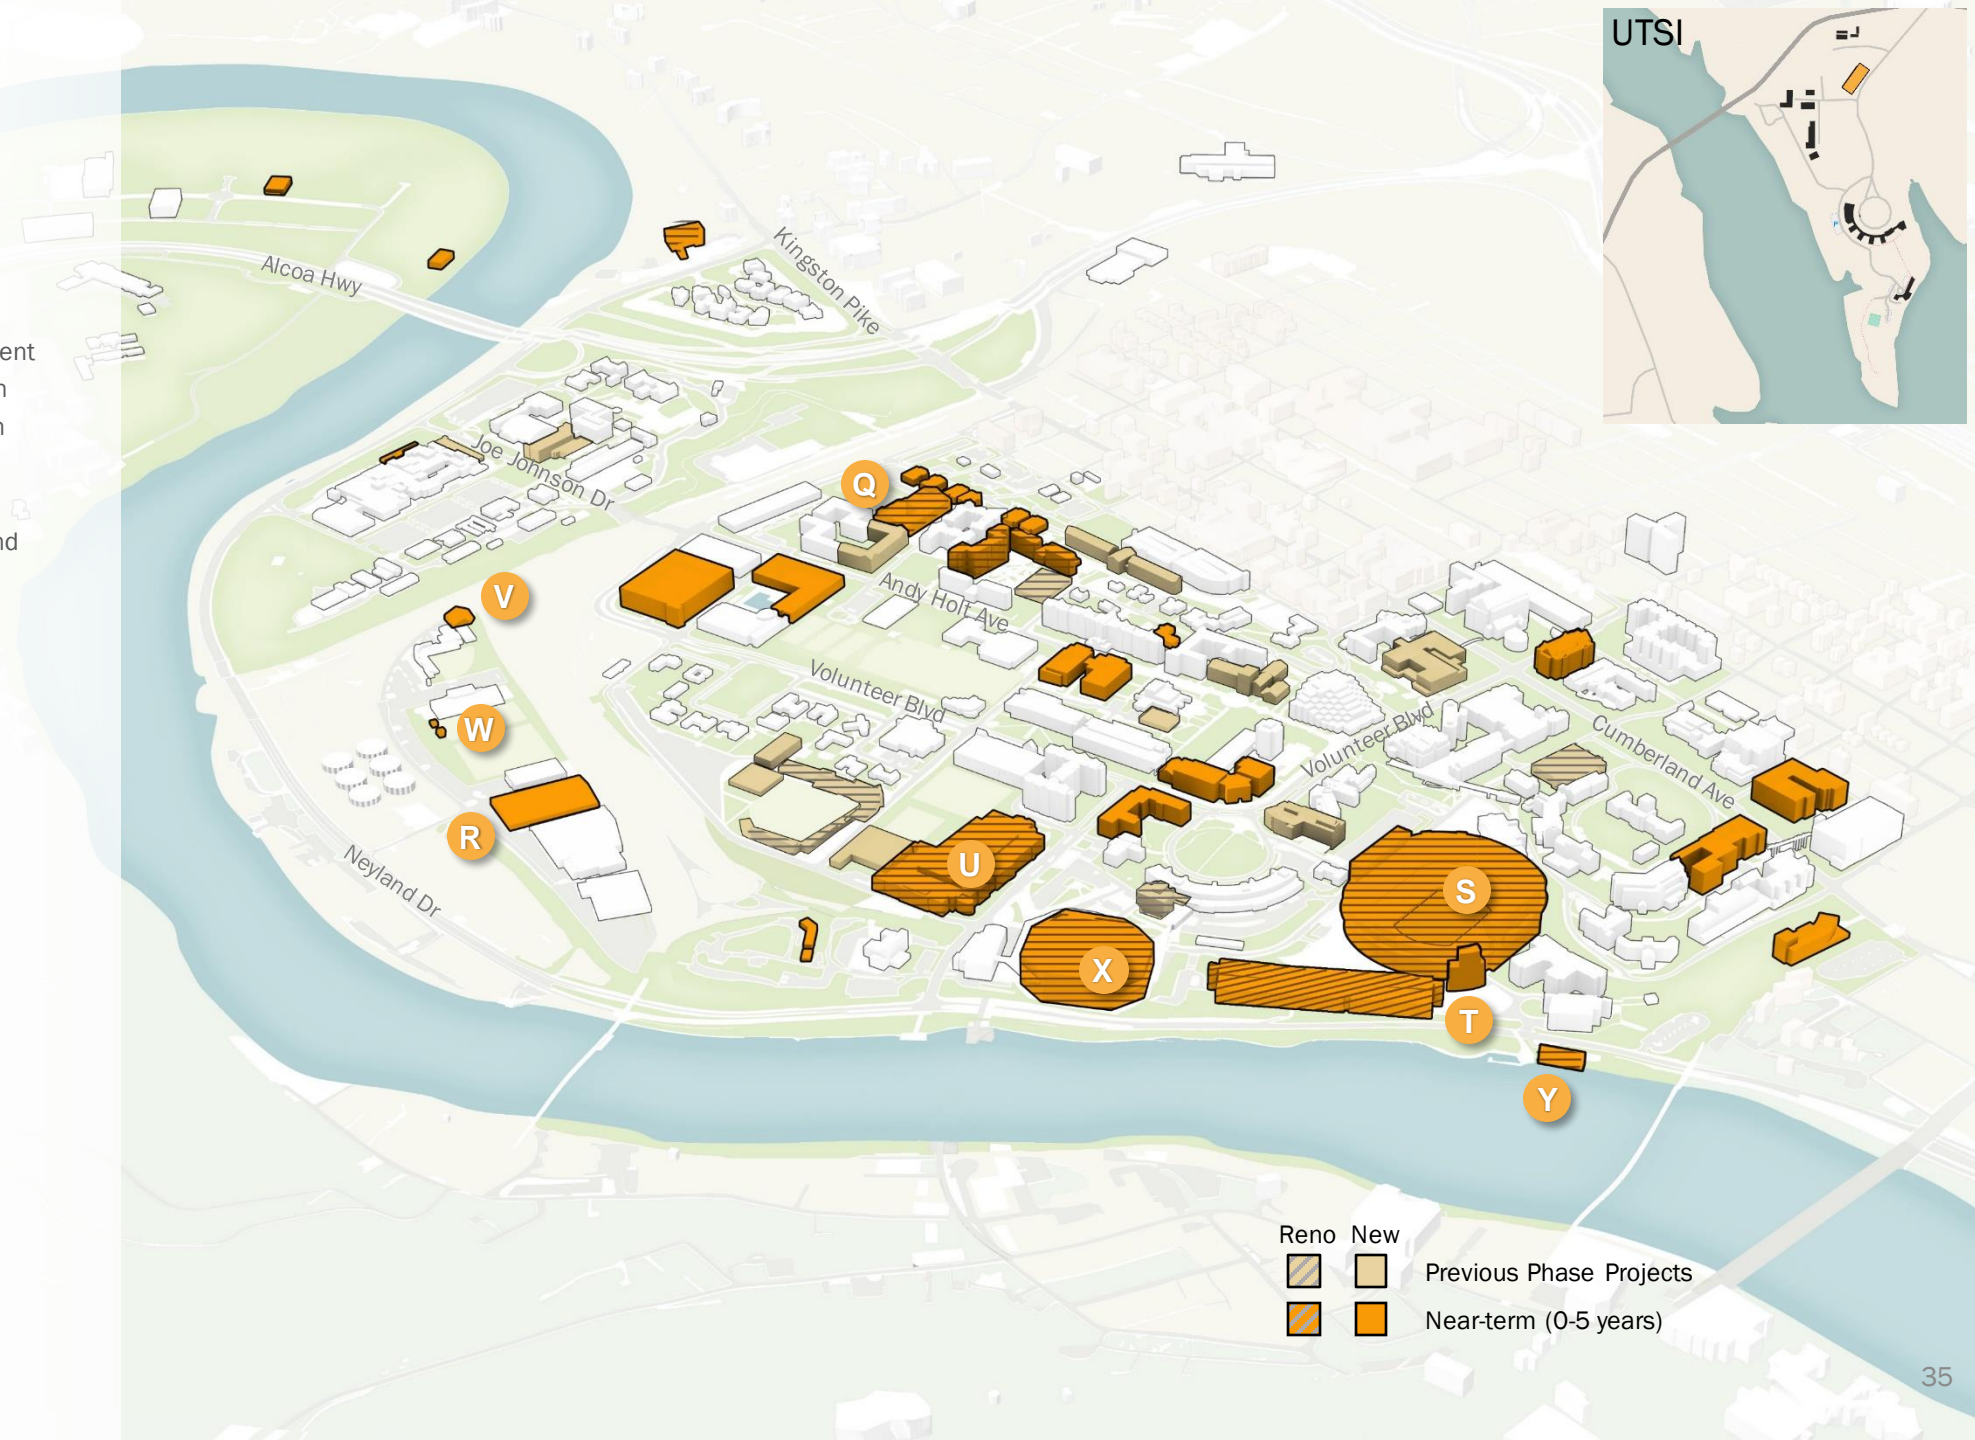 UTSI
Kingston Pike
Alcoa Hwy
ent
Joe Johnson Dr
Q
nd
V
Andy Holt Ave
Volunteer Blvd
W
Volunteer Blvd
Cumberland Ave
R
Neyland Dr
U
S
X
T
Y
Reno New
Previous Phase Projects
Near-term (0-5 years)
35